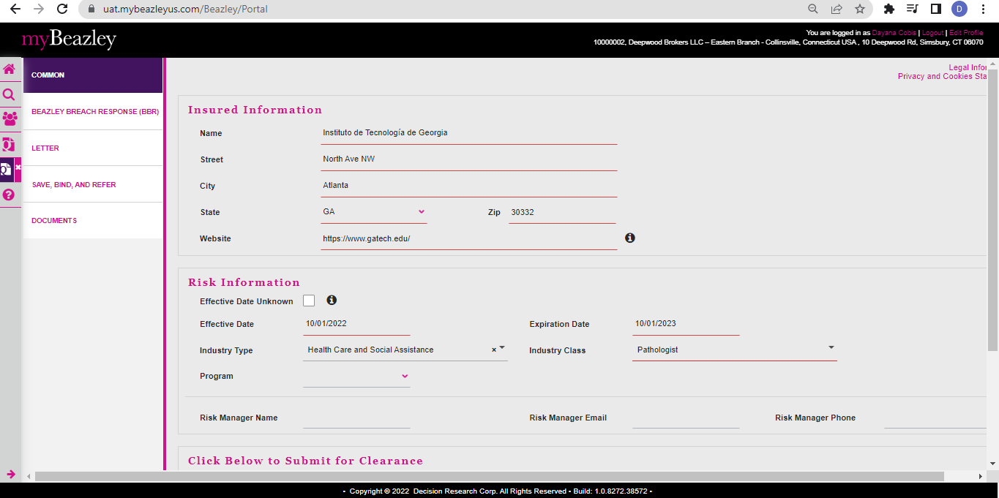 uat.mybeazleyus.com/Beazley/Portal
D
myBeazley
You are logged in as Dayana Cobis | Logout | Edit Profile
10000002, Deepwood Brokers LLC – Eastern Branch - Collinsville, Connecticut USA , 10 Deepwood Rd, Simsbury, CT 06070
COMMON
BEAZLEY BREACH RESPONSE (BBR)
LETTER
SAVE, BIND, AND REFER
DOCUMENTS
Legal Infor
Privacy and Cookies Sta
Insured Information
Name Instituto de Tecnología de Georgia
Street North Ave NW
City Atlanta
State GA Zip 30332
Website https://www.gatech.edu/
Risk Information
Effective Date Unknown
Effective Date 10/01/2022 Expiration Date 10/01/2023
Industry Type Health Care and Social Assistance × Industry Class Pathologist
Program
Risk Manager Name Risk Manager Email Risk Manager Phone
Click Below to Submit for Clearance
• Copyright © 2022 Decision Research Corp. All Rights Reserved • Build: 1.0.8272.38572 •